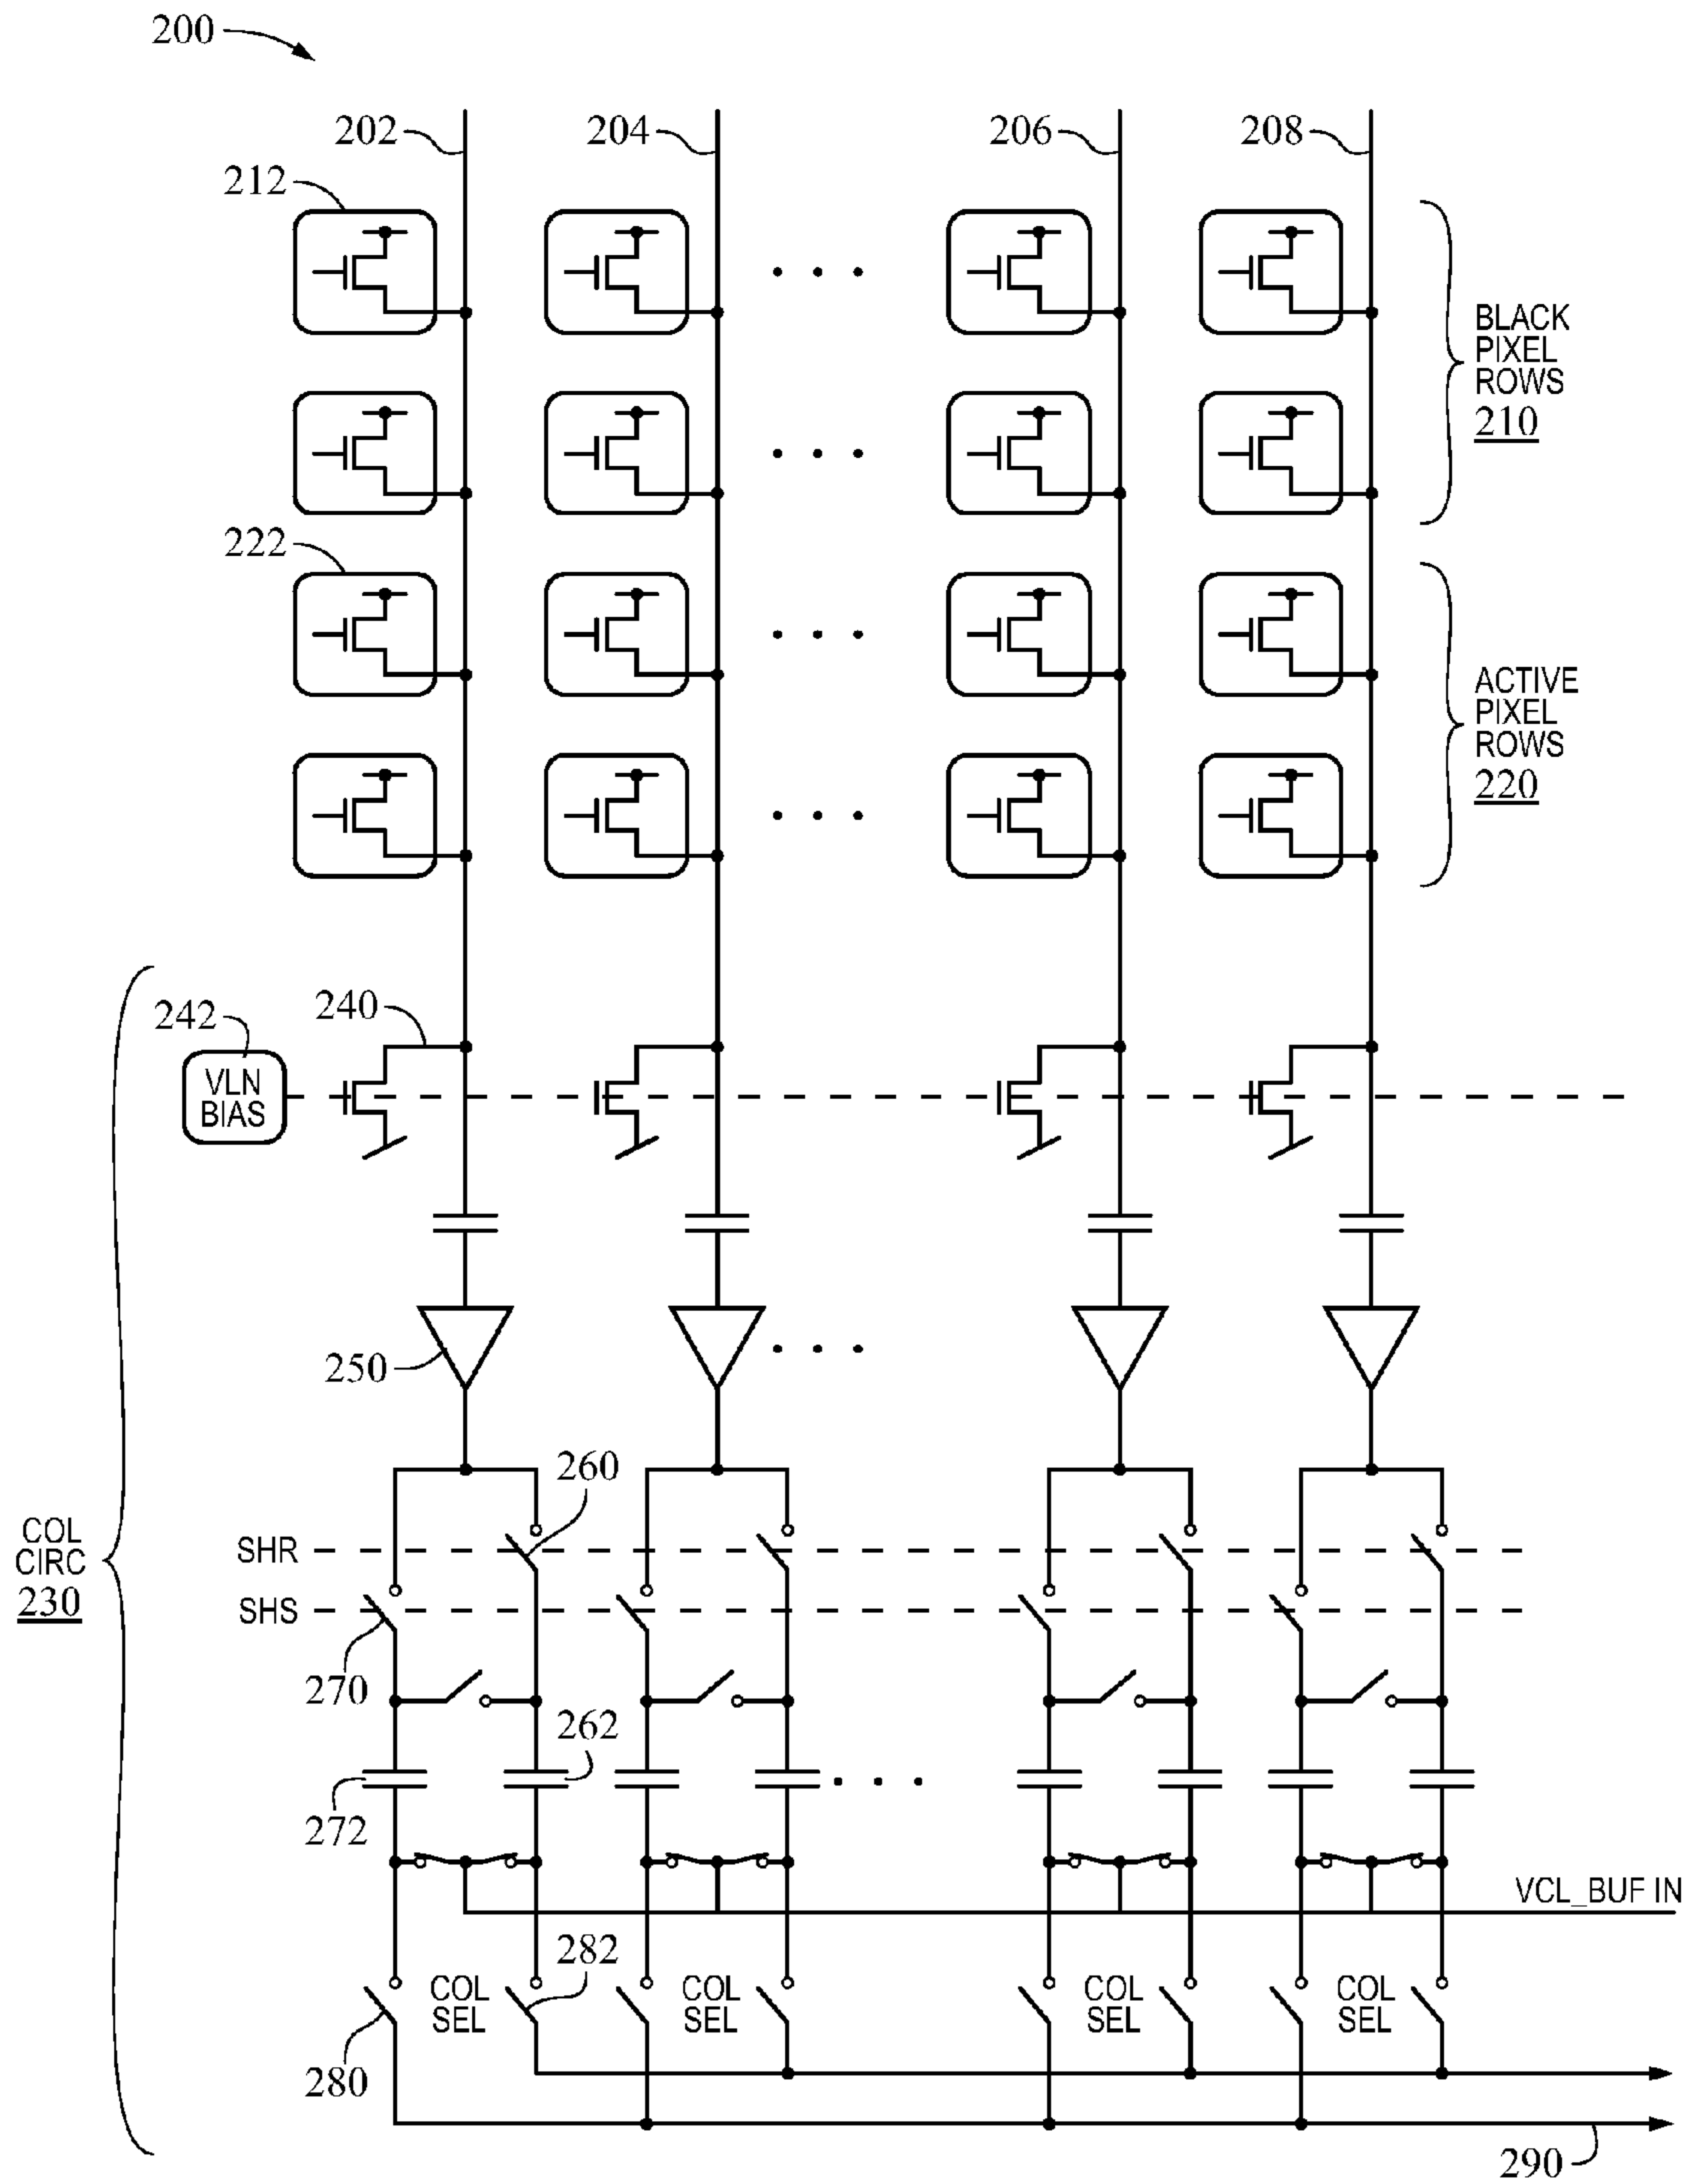 200
202
204
206
208
212
BLACK
PIXEL
ROWS
210
222
ACTIVE
PIXEL
ROWS
220
242
240
VLN
BIAS
250
260
COL
CIRC
230
SHR
SHS
270
262
272
VCL_BUF IN
282
COL
SEL
COL
SEL
COL
SEL
COL
SEL
280
290